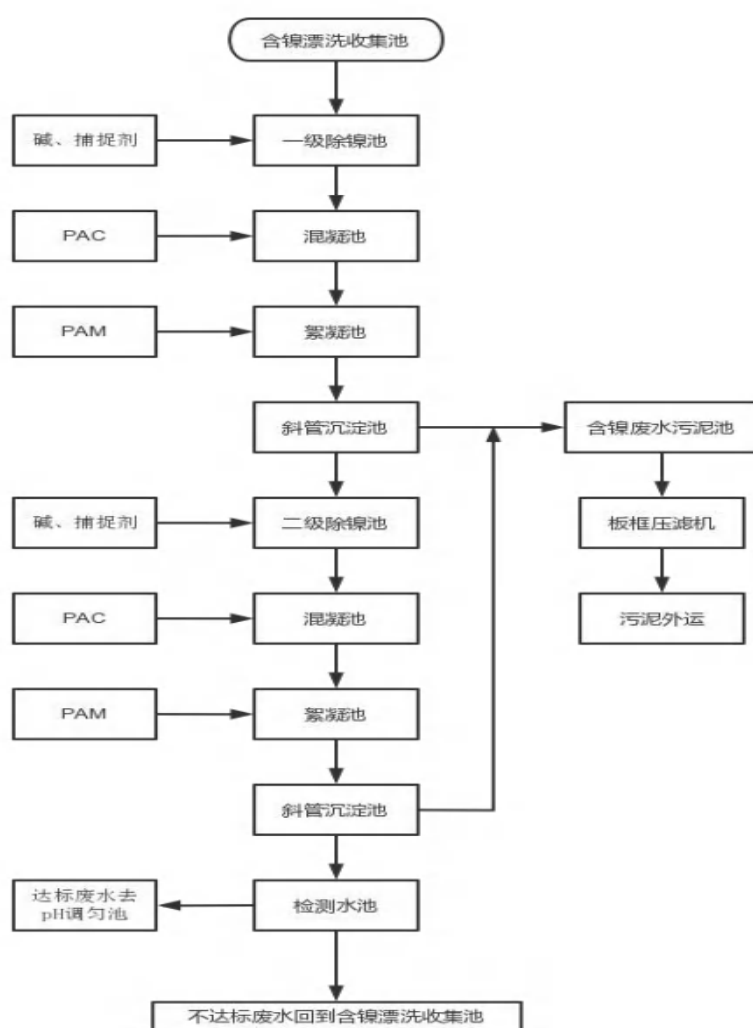 含镍漂洗收集池
碱、捕捉剂
一级除镍池
PAC
混凝池
PAM
絮凝池
斜管沉淀池
含镍废水污泥池
碱、捕捉剂
二级除镍池
板框压滤机
PAC
混凝池
污泥外运
PAM
絮凝池
斜管沉淀池
达标废水去
pH调匀池
检测水池
不达标废水回到含镍漂洗收集池